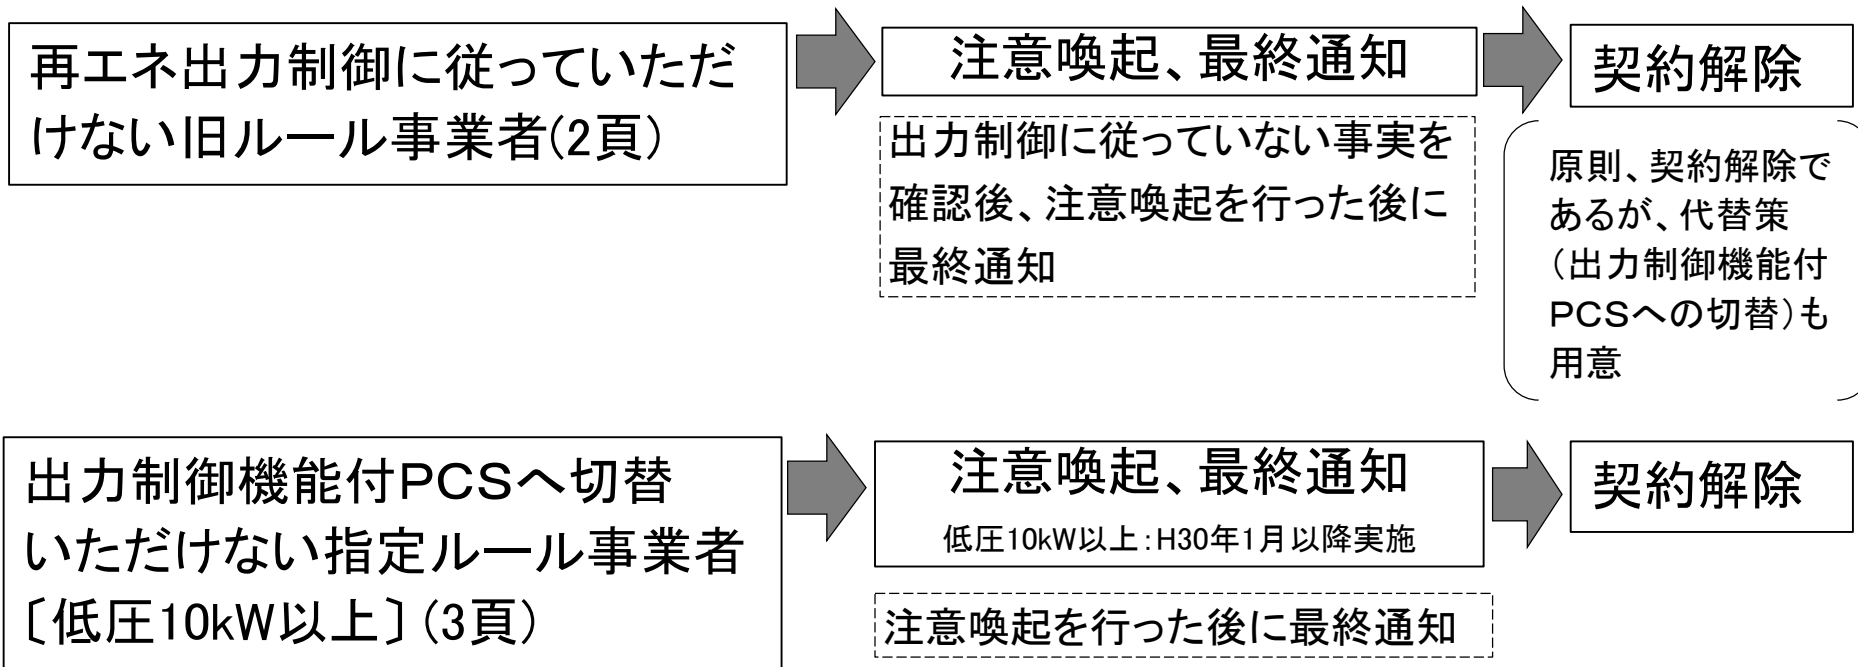 再エネ出力制御に従っていただ
けない旧ルール事業者(2頁)
注意喚起、最終通知
出力制御に従っていない事実を
確認後、注意喚起を行った後に
最終通知
契約解除
原則、契約解除で
あるが、代替策
（出力制御機能付
PCSへの切替）も
用意
出力制御機能付PCSへ切替
いただけない指定ルール事業者
〔低圧10kW以上〕(3頁)
注意喚起、最終通知
低圧10kW以上：H30年1月以降実施
注意喚起を行った後に最終通知
契約解除